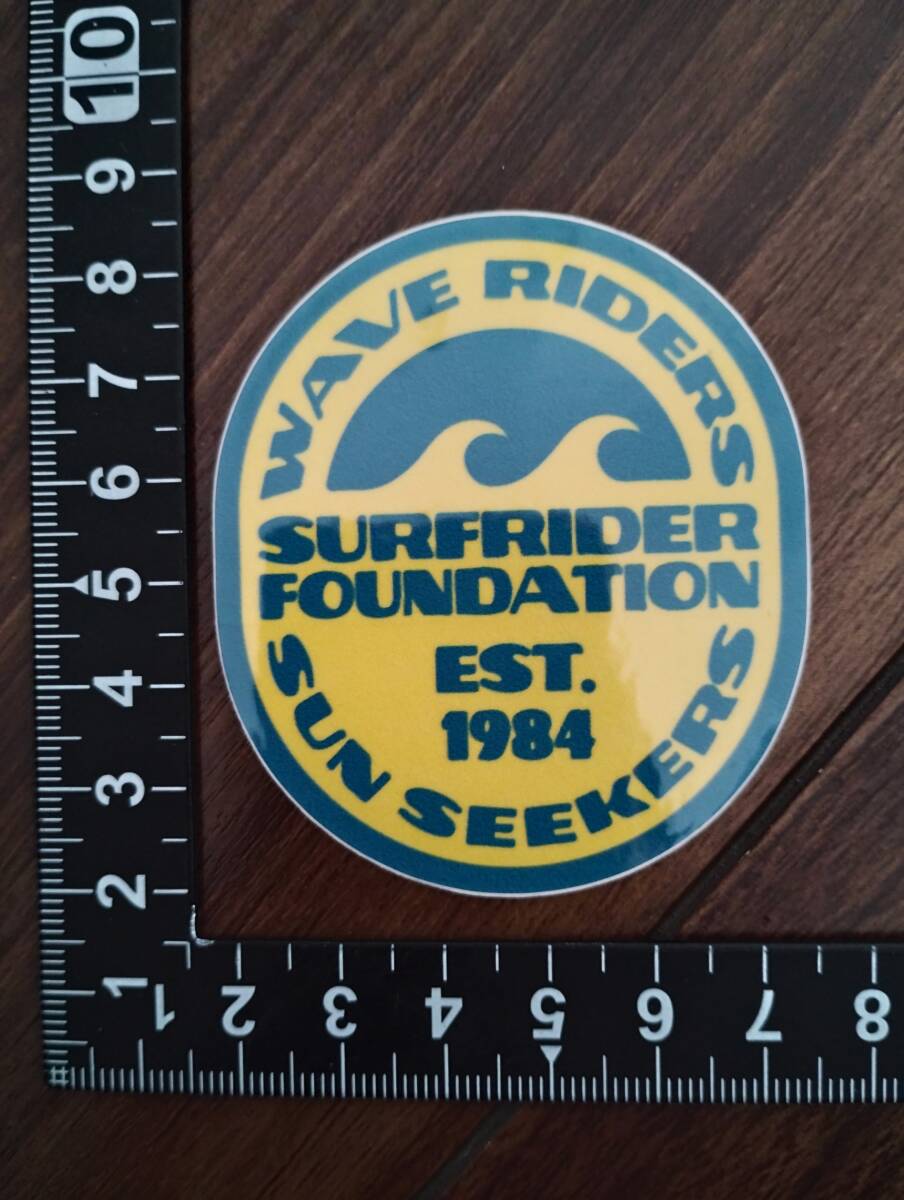 WAVE RIDERS
SURFRIDER
FOUNDATION
EST.
1984
SUN SEEKERS
10
9
8
7
6
5
4
3
2
1
1 2 3 4 5 6 7 8